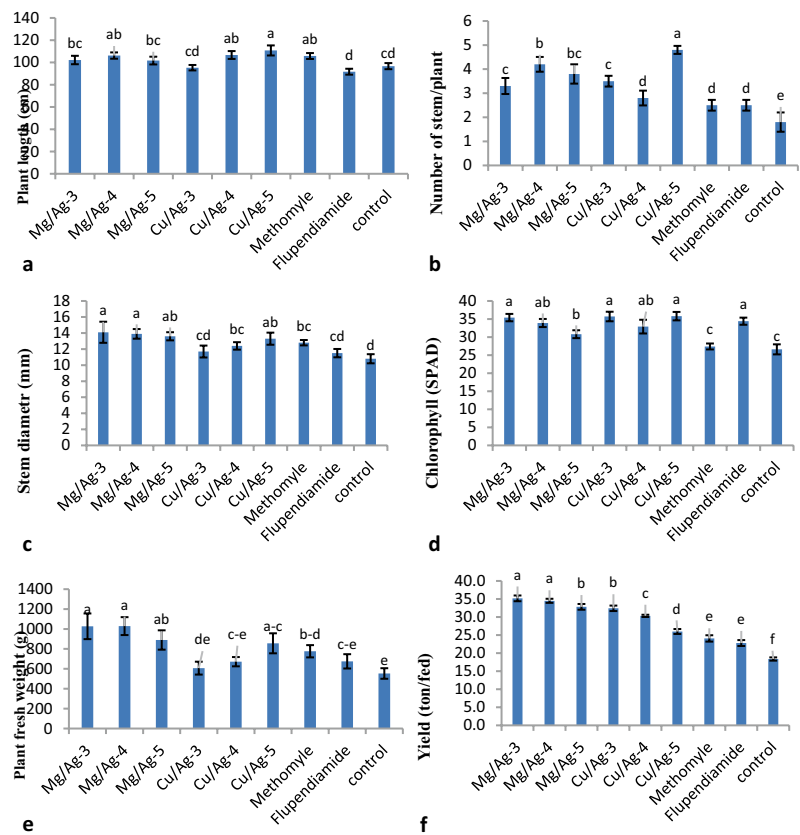 Plant length (cm)
140
120
100
80
60
40
20
0
bc ab bc cd ab a ab d cd
Mg/Ag-3 Mg/Ag-4 Mg/Ag-5 Cu/Ag-3 Cu/Ag-4 Cu/Ag-5 Methomyle Flupendiamide control
a
Number of stem/plant
6
5
4
3
2
1
0
c b bc c d a d d e
Mg/Ag-3 Mg/Ag-4 Mg/Ag-5 Cu/Ag-3 Cu/Ag-4 Cu/Ag-5 Methomyle Flupendiamide control
b
Stem diametr (mm)
18
16
14
12
10
8
6
4
2
0
a a ab cd bc ab bc cd d
Mg/Ag-3 Mg/Ag-4 Mg/Ag-5 Cu/Ag-3 Cu/Ag-4 Cu/Ag-5 Methomyle Flupendiamide control
c
Chlorophyll (SPAD)
40
35
30
25
20
15
10
5
0
a ab b a ab a c a c
Mg/Ag-3 Mg/Ag-4 Mg/Ag-5 Cu/Ag-3 Cu/Ag-4 Cu/Ag-5 Methomyle Flupendiamide control
d
Plant fresh weight (g)
1400
1200
1000
800
600
400
200
0
a a ab de c-e a-c b-d c-e e
Mg/Ag-3 Mg/Ag-4 Mg/Ag-5 Cu/Ag-3 Cu/Ag-4 Cu/Ag-5 Methomyle Flupendiamide control
e
Yield (ton/fed)
40.0
35.0
30.0
25.0
20.0
15.0
10.0
5.0
0.0
a a b b c d e e f
Mg/Ag-3 Mg/Ag-4 Mg/Ag-5 Cu/Ag-3 Cu/Ag-4 Cu/Ag-5 Methomyle Flupendiamide control
f